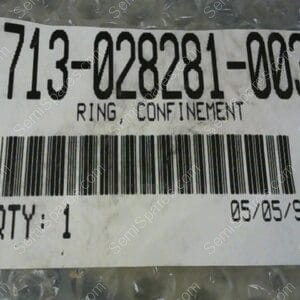 713-028281-003
RING, CONFINEMENT
QTY: 1
05/05/9